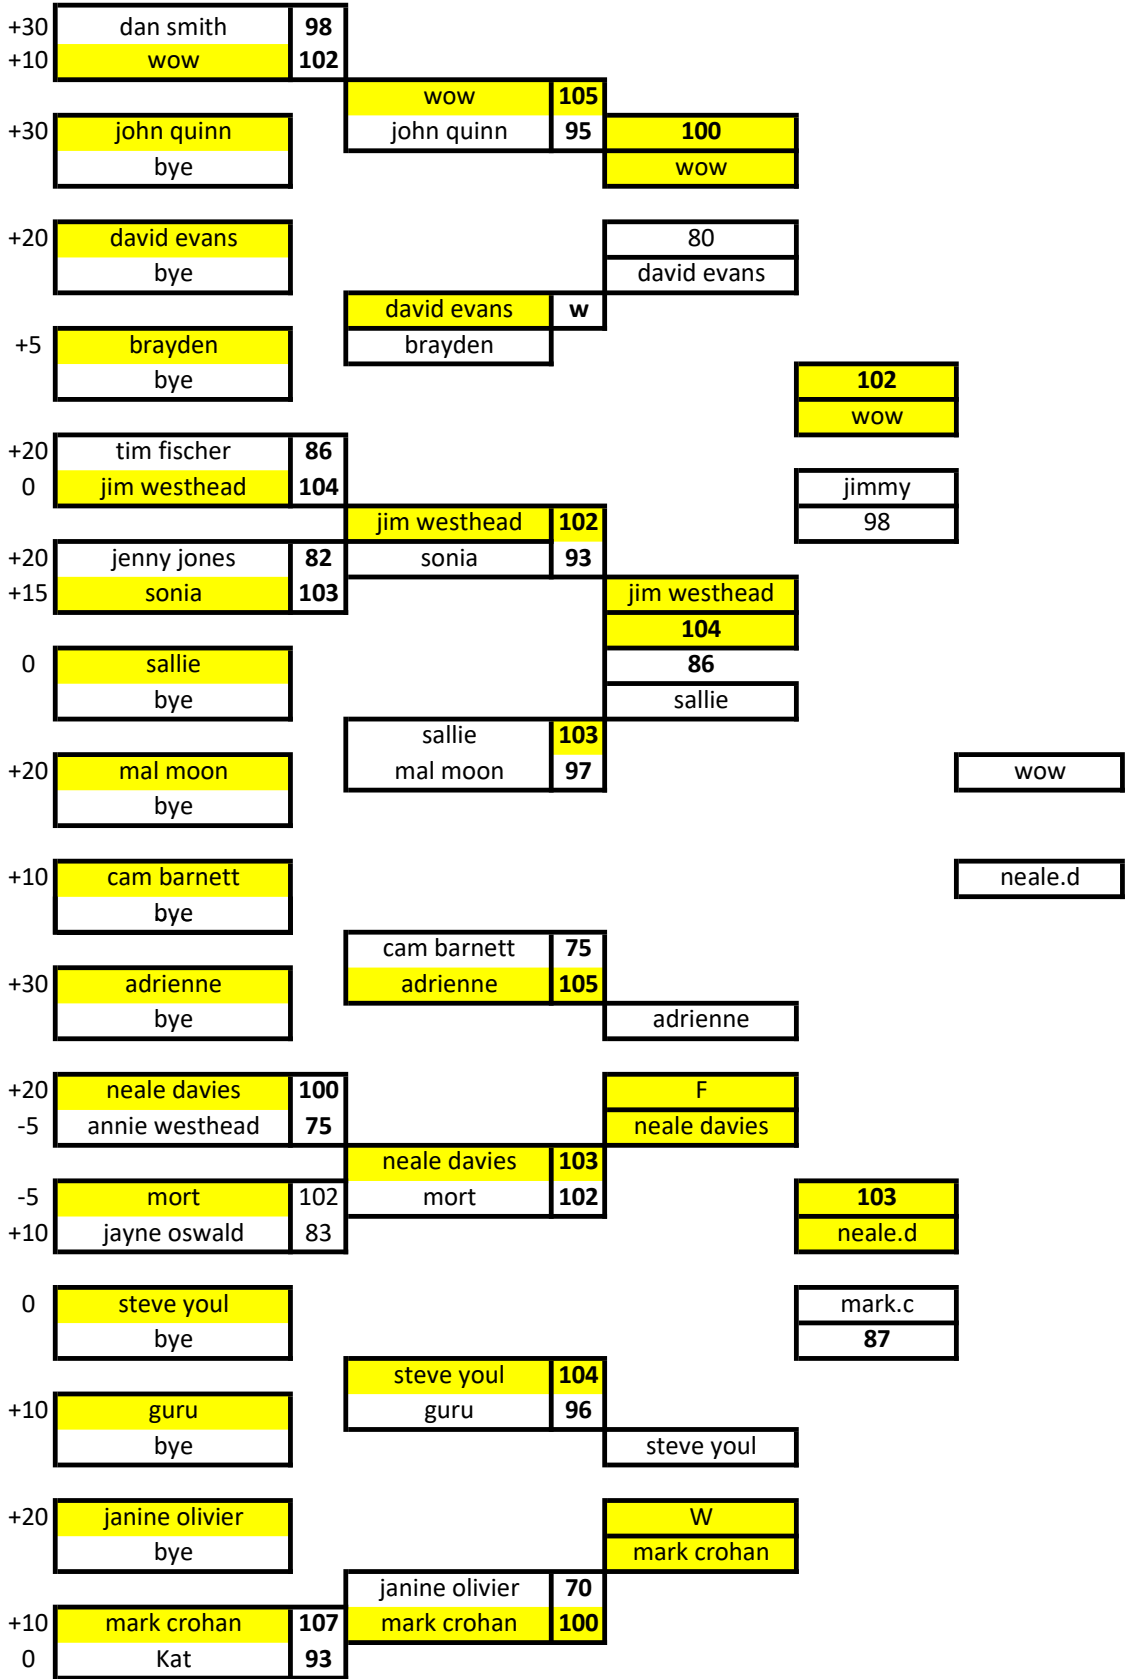 +30 dan smith 98
+10 wow 102
wow 105
+30 john quinn john quinn 95 100
bye wow
+20 david evans 80
bye david evans
david evans w
+5 brayden brayden
bye 102
wow
+20 tim fischer 86
0 jim westhead 104 jimmy
jim westhead 102 98
+20 jenny jones 82 sonia 93
+15 sonia 103 jim westhead
104
0 sallie 86
bye sallie
sallie 103
+20 mal moon mal moon 97 wow
bye
+10 cam barnett neale.d
bye
cam barnett 75
+30 adrienne adrienne 105
bye adrienne
+20 neale davies 100 F
-5 annie westhead 75 neale davies
neale davies 103
-5 mort 102 mort 102 103
+10 jayne oswald 83 neale.d
0 steve youl mark.c
bye 87
steve youl 104
+10 guru guru 96
bye steve youl
+20 janine olivier W
bye mark crohan
janine olivier 70
+10 mark crohan 107 mark crohan 100
0 Kat 93